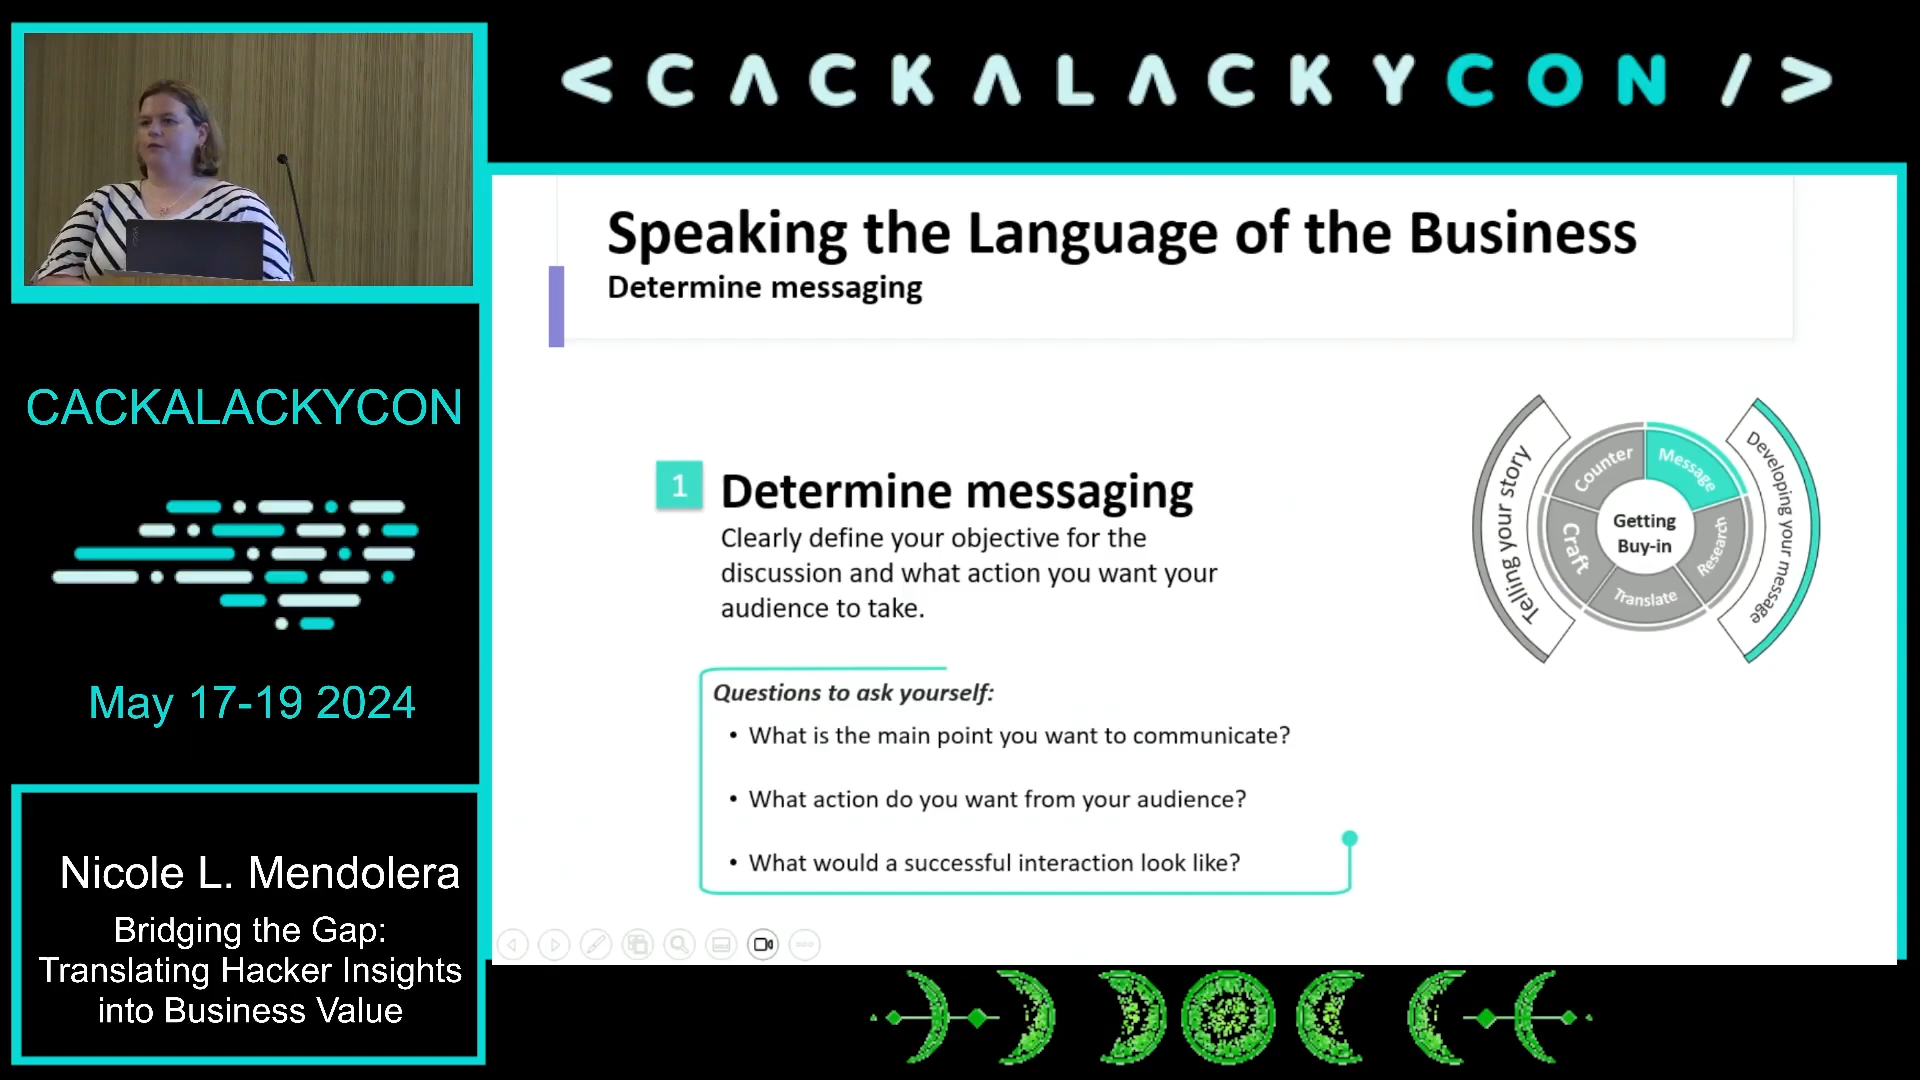 <CACKALACKYCON/>
CACKALACKYCON
May 17-19 2024
Nicole L. Mendolera
Bridging the Gap:
Translating Hacker Insights
into Business Value
Speaking the Language of the Business
Determine messaging
1
Determine messaging
Clearly define your objective for the
discussion and what action you want your
audience to take.
Questions to ask yourself:
• What is the main point you want to communicate?
• What action do you want from your audience?
• What would a successful interaction look like?
Telling your story
Counter
Message
Craft
Getting
Buy-in
Research
Translate
Developing your message